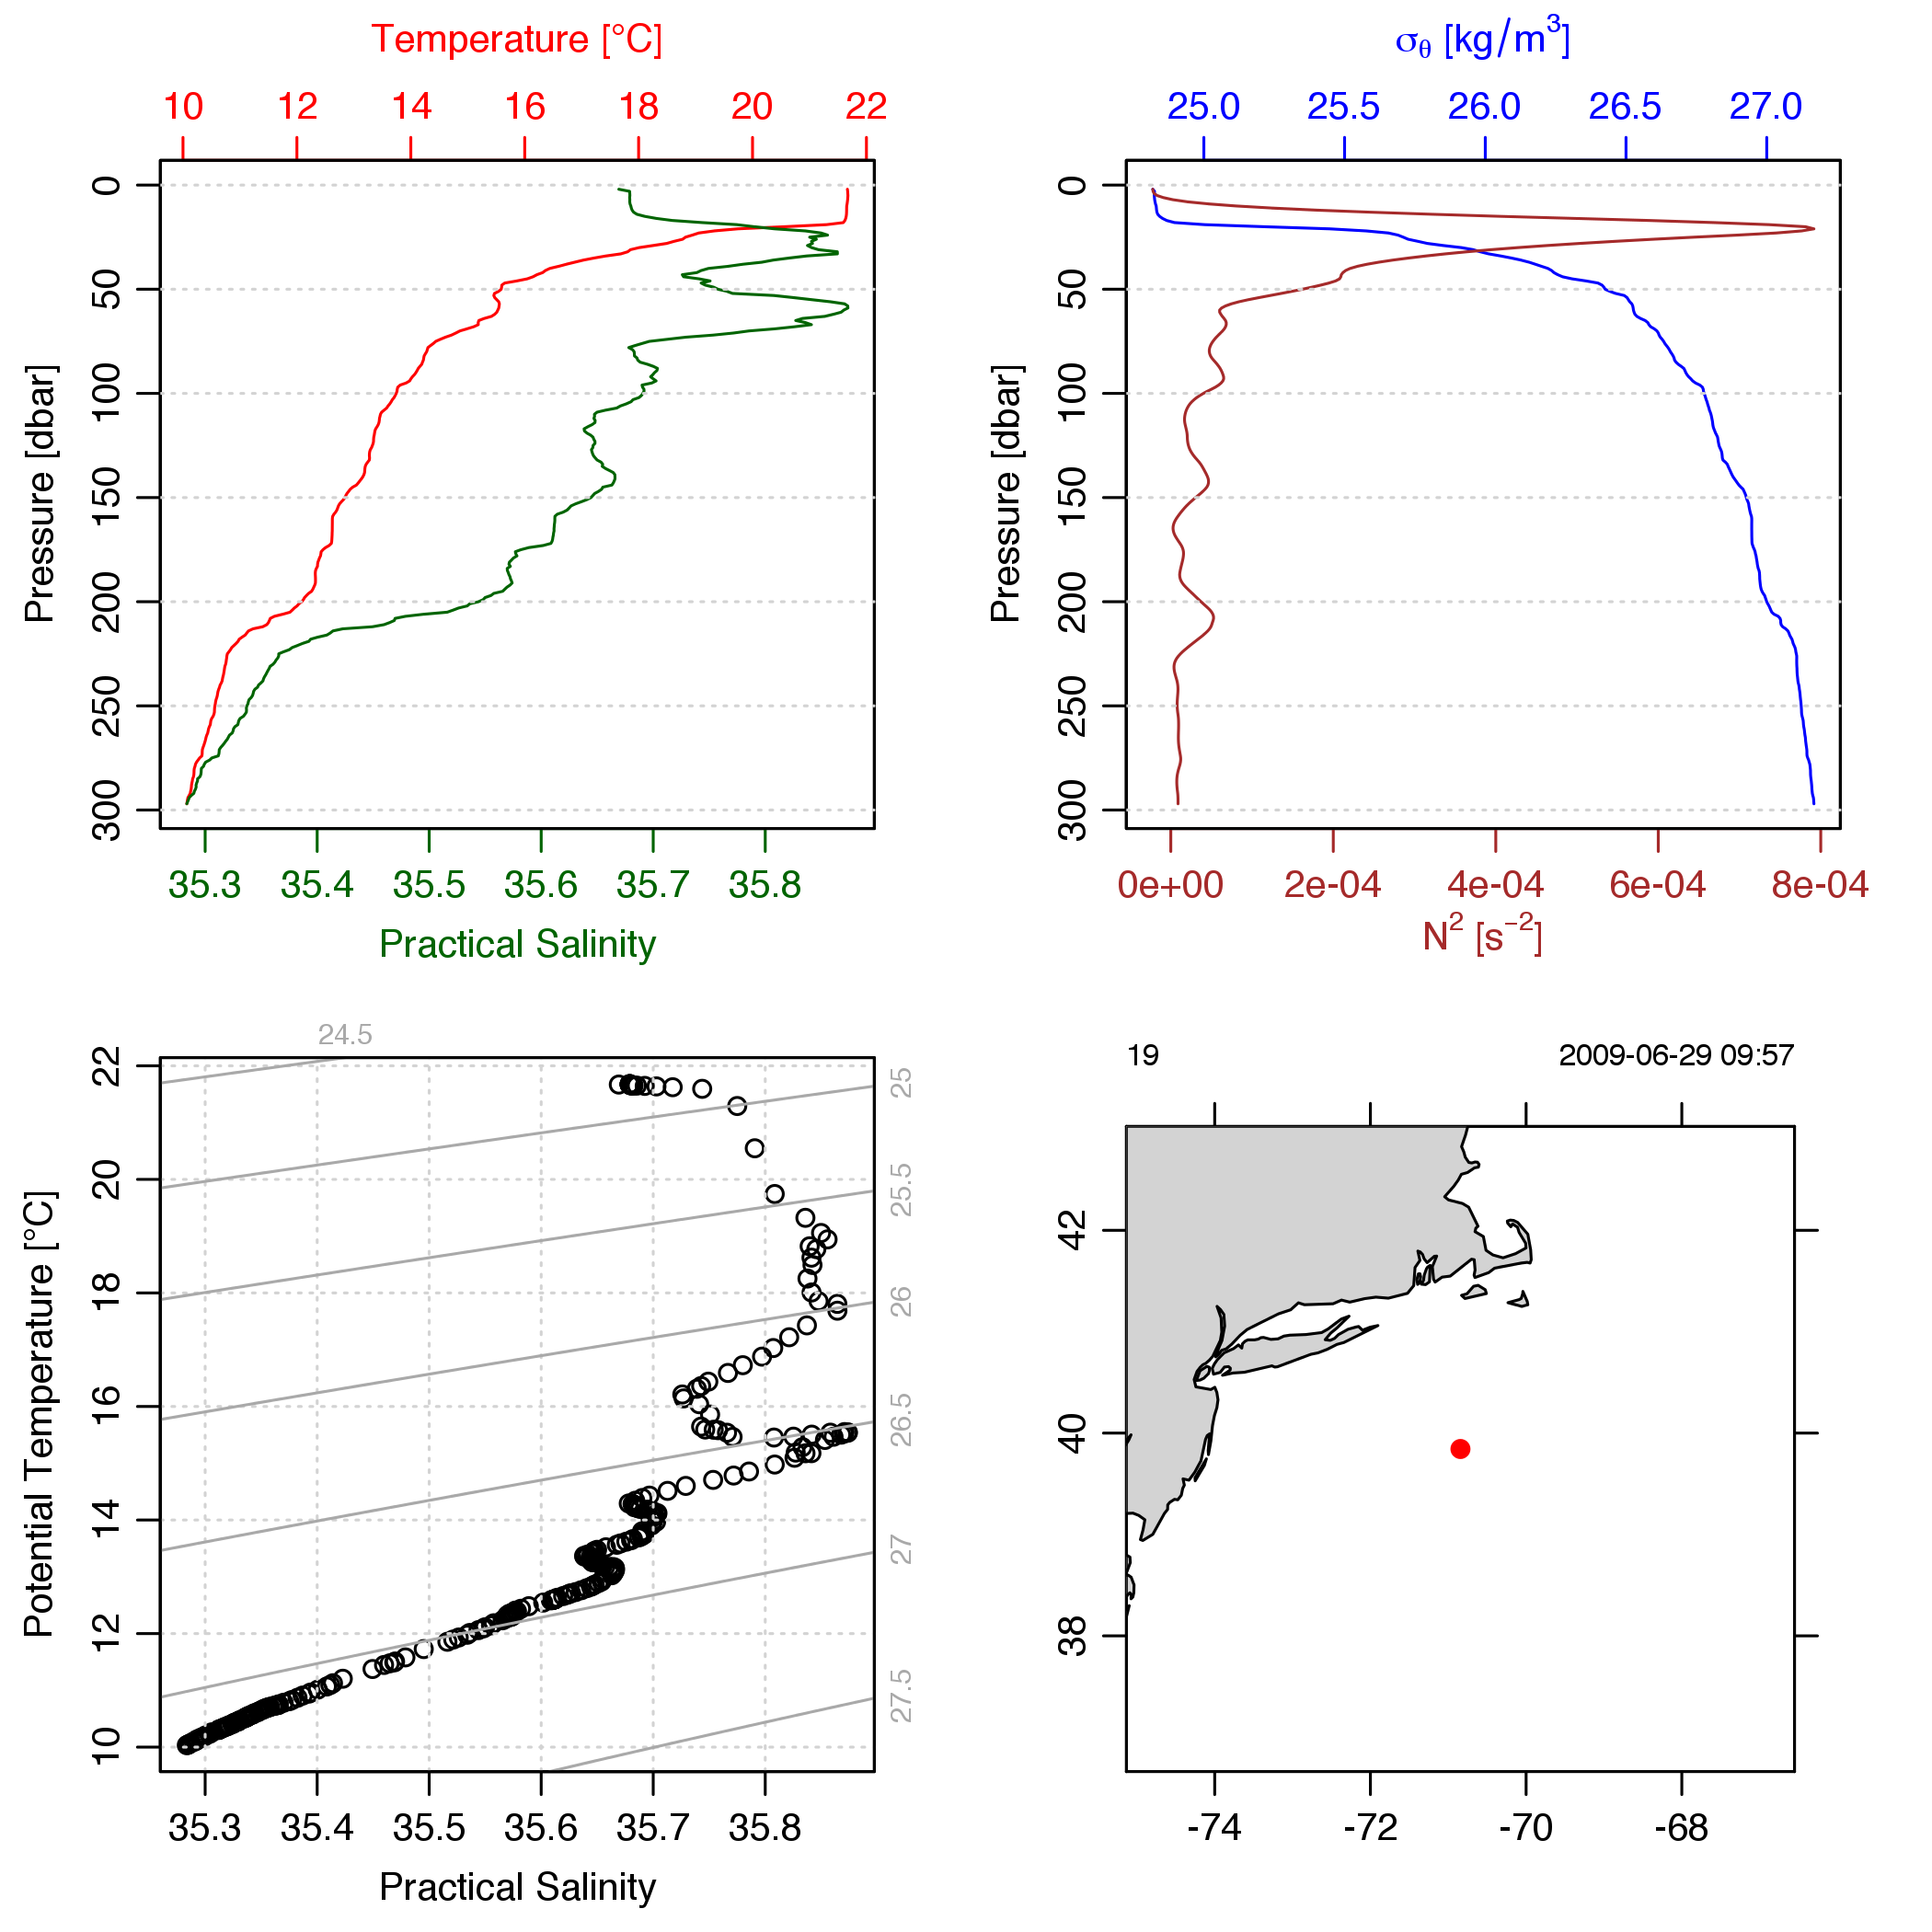 Temperature [°C]
10 12 14 16 18 20 22
0
50
100
150
200
250
300
Pressure [dbar]
35.3 35.4 35.5 35.6 35.7 35.8
Practical Salinity
σθ [kg/m³]
25.0 25.5 26.0 26.5 27.0
0
50
100
150
200
250
300
Pressure [dbar]
0e+00 2e-04 4e-04 6e-04 8e-04
N² [s⁻²]
24.5
25
25.5
26
26.5
27
27.5
22
20
18
16
14
12
10
Potential Temperature [°C]
35.3 35.4 35.5 35.6 35.7 35.8
Practical Salinity
19 2009-06-29 09:57
42
40
38
-74 -72 -70 -68